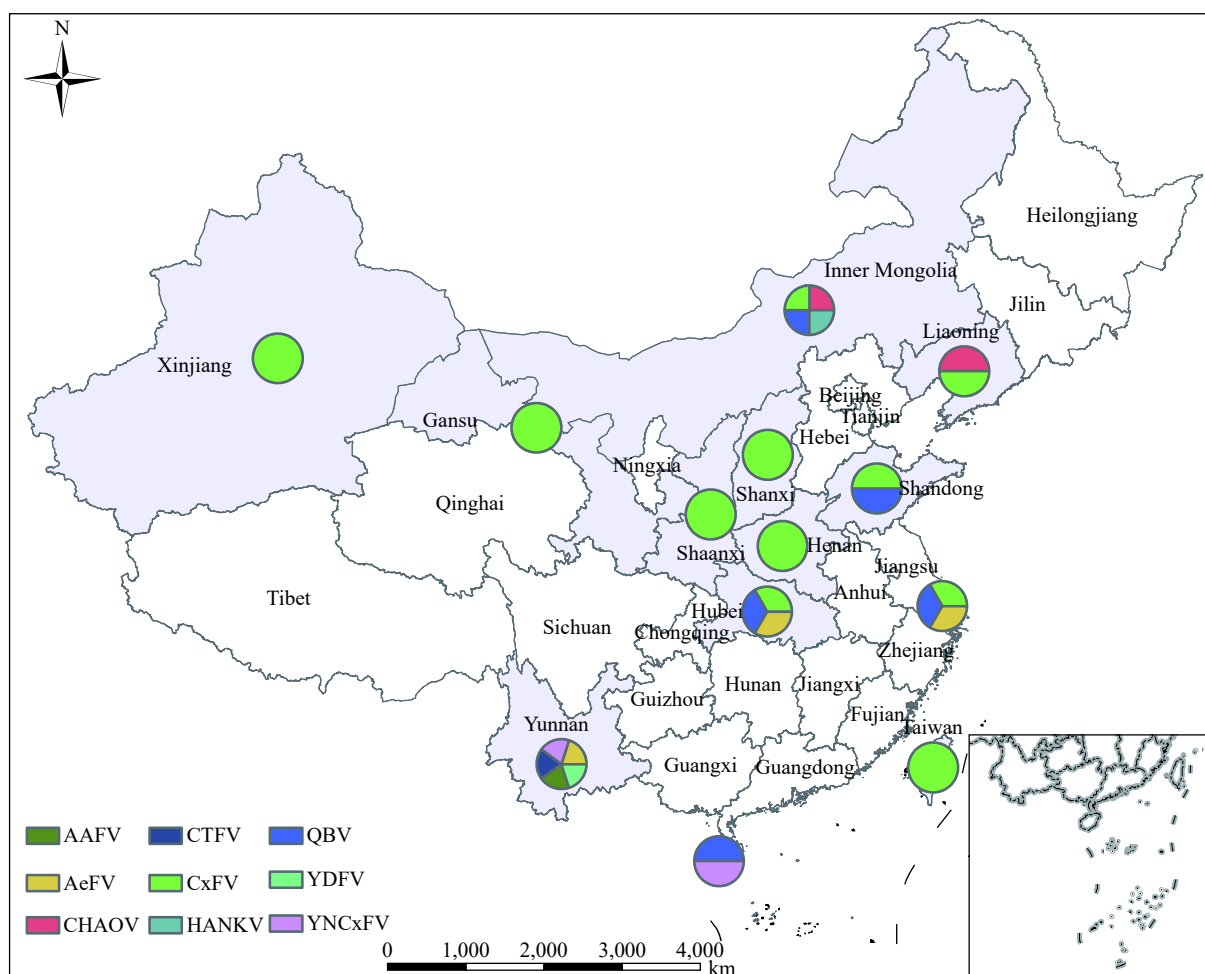 N
Heilongjiang
Inner Mongolia
Jilin
Liaoning
Xinjiang
Beijing
Tianjin
Gansu
Hebei
Ningxia
Shandong
Shanxi
Qinghai
Henan
Shaanxi
Jiangsu
Anhui
Tibet
Hubei
Sichuan
Chongqing
Zhejiang
Hunan
Jiangxi
Guizhou
Fujian
Yunnan
Taiwan
Guangxi
Guangdong
AAFV CTFV QBV
AeFV CxFV YDFV
CHAOV HANKV YNCxFV
0 1,000 2,000 3,000 4,000
km